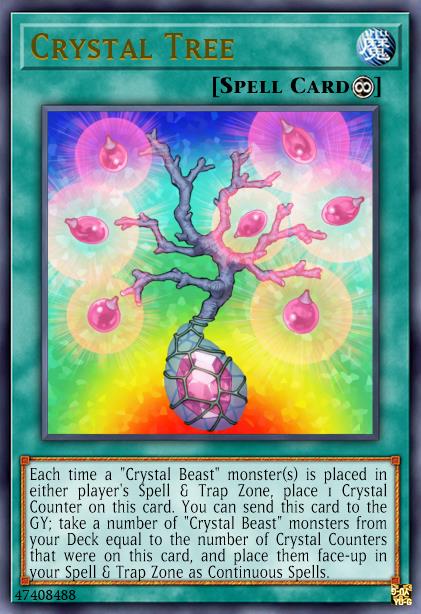 CRYSTAL TREE
魔
[SPELL CARD∞]
Each time a "Crystal Beast" monster(s) is placed in
either player's Spell & Trap Zone, place 1 Crystal
Counter on this card. You can send this card to the
GY; take a number of "Crystal Beast" monsters from
your Deck equal to the number of Crystal Counters
that were on this card, and place them face-up in
your Spell & Trap Zone as Continuous Spells.
47408488